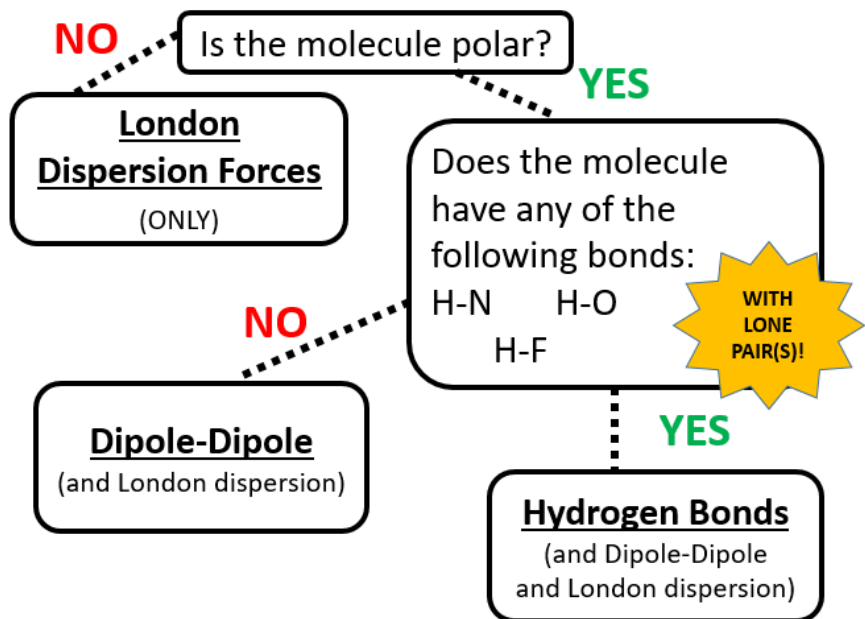 NO
Is the molecule polar?
YES
London
Dispersion Forces
(ONLY)
Does the molecule
have any of the
following bonds:
H-N H-O
H-F
WITH
LONE
PAIR(S)!
NO
Dipole-Dipole
(and London dispersion)
YES
Hydrogen Bonds
(and Dipole-Dipole
and London dispersion)